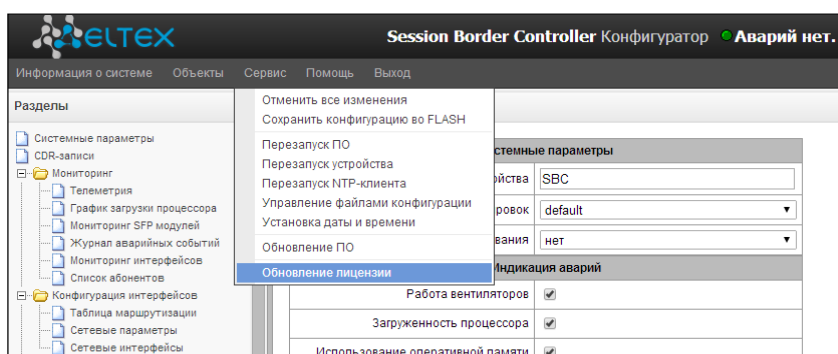 ELTEX
Session Border Controller Конфигуратор Аварий нет.
Информация о системе Объекты Сервис Помощь Выход
Разделы
Системные параметры
CDR-записи
Мониторинг
Телеметрия
График загрузки процессора
Мониторинг SFP модулей
Журнал аварийных событий
Мониторинг интерфейсов
Список абонентов
Конфигурация интерфейсов
Таблица маршрутизации
Сетевые параметры
Сетевые интерфейсы
Отменить все изменения
Сохранить конфигурацию во FLASH
Перезапуск ПО
Перезапуск устройства
Перезапуск NTP-клиента
Управление файлами конфигурации
Установка даты и времени
Обновление ПО
Обновление лицензии
стемные параметры
ойства SBC
ровок default
вания нет
Индикация аварий
Работа вентиляторов
Загруженность процессора
Использование оперативной памяти